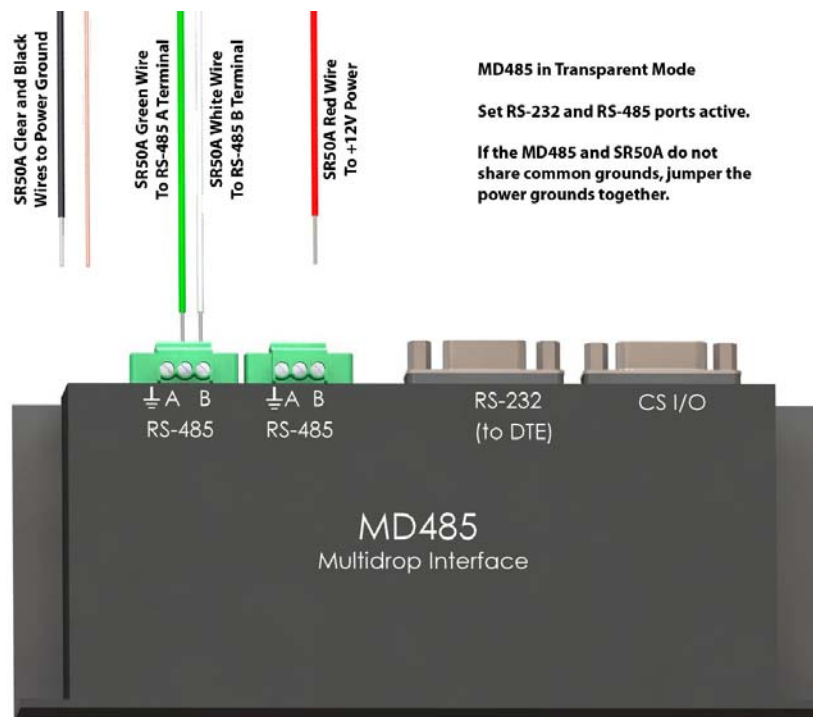 SR50A Clear and Black
Wires to Power Ground
SR50A Green Wire
To RS-485 A Terminal
SR50A White Wire
To RS-485 B Terminal
SR50A Red Wire
To +12V Power
MD485 in Transparent Mode
Set RS-232 and RS-485 ports active.
If the MD485 and SR50A do not
share common grounds, jumper the
power grounds together.
A B
RS-485
A B
RS-485
RS-232
(to DTE)
CS I/O
MD485
Multidrop Interface